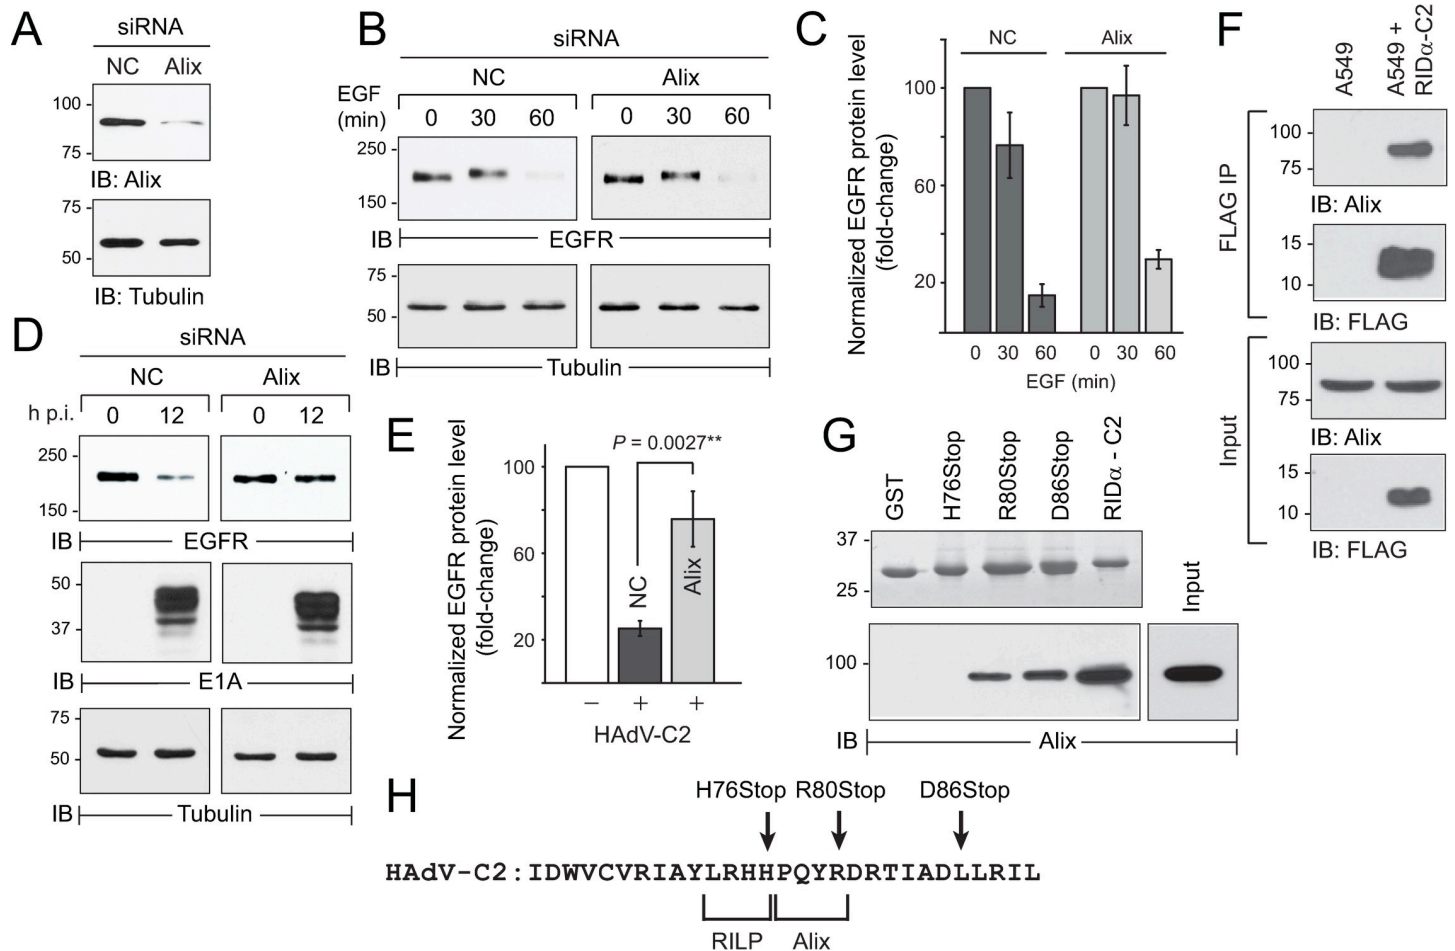 A
siRNA
NC Alix
100
75
IB: Alix
75
50
IB: Tubulin
B
siRNA
NC Alix
EGF
(min) 0 30 60 0 30 60
250
150
IB EGFR
75
50
IB Tubulin
C
NC Alix
Normalized EGFR protein level
(fold-change)
100
60
20
0 30 60 0 30 60
EGF (min)
D
siRNA
NC Alix
h p.i. 0 12 0 12
250
150
IB EGFR
50
37
IB E1A
75
50
IB Tubulin
E
P = 0.0027**
Normalized EGFR protein level
(fold-change)
100
60
20
NC
Alix
− + +
HAdV-C2
F
A549
A549 +
RIDα-C2
FLAG IP
100
75
IB: Alix
15
10
IB: FLAG
Input
100
75
IB: Alix
15
10
IB: FLAG
G
GST
H76Stop
R80Stop
D86Stop
RIDα - C2
37
25
Input
100
IB Alix
H
H76Stop R80Stop D86Stop
HAdV-C2:IDWVCVRIAYLRHHPQYRDRTIADLLRIL
RILP Alix